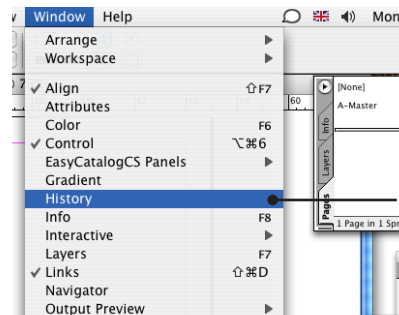 Window Help Mon
Arrange
Workspace
Align ⇧F7
Attributes
Color F6
Control ⌥⌘6
EasyCatalogCS Panels
Gradient
History
Info F8
Interactive
Layers F7
Links ⇧⌘D
Navigator
Output Preview
60
[None]
A-Master
Info
Layers
Pages
1 Page in 1 Spr